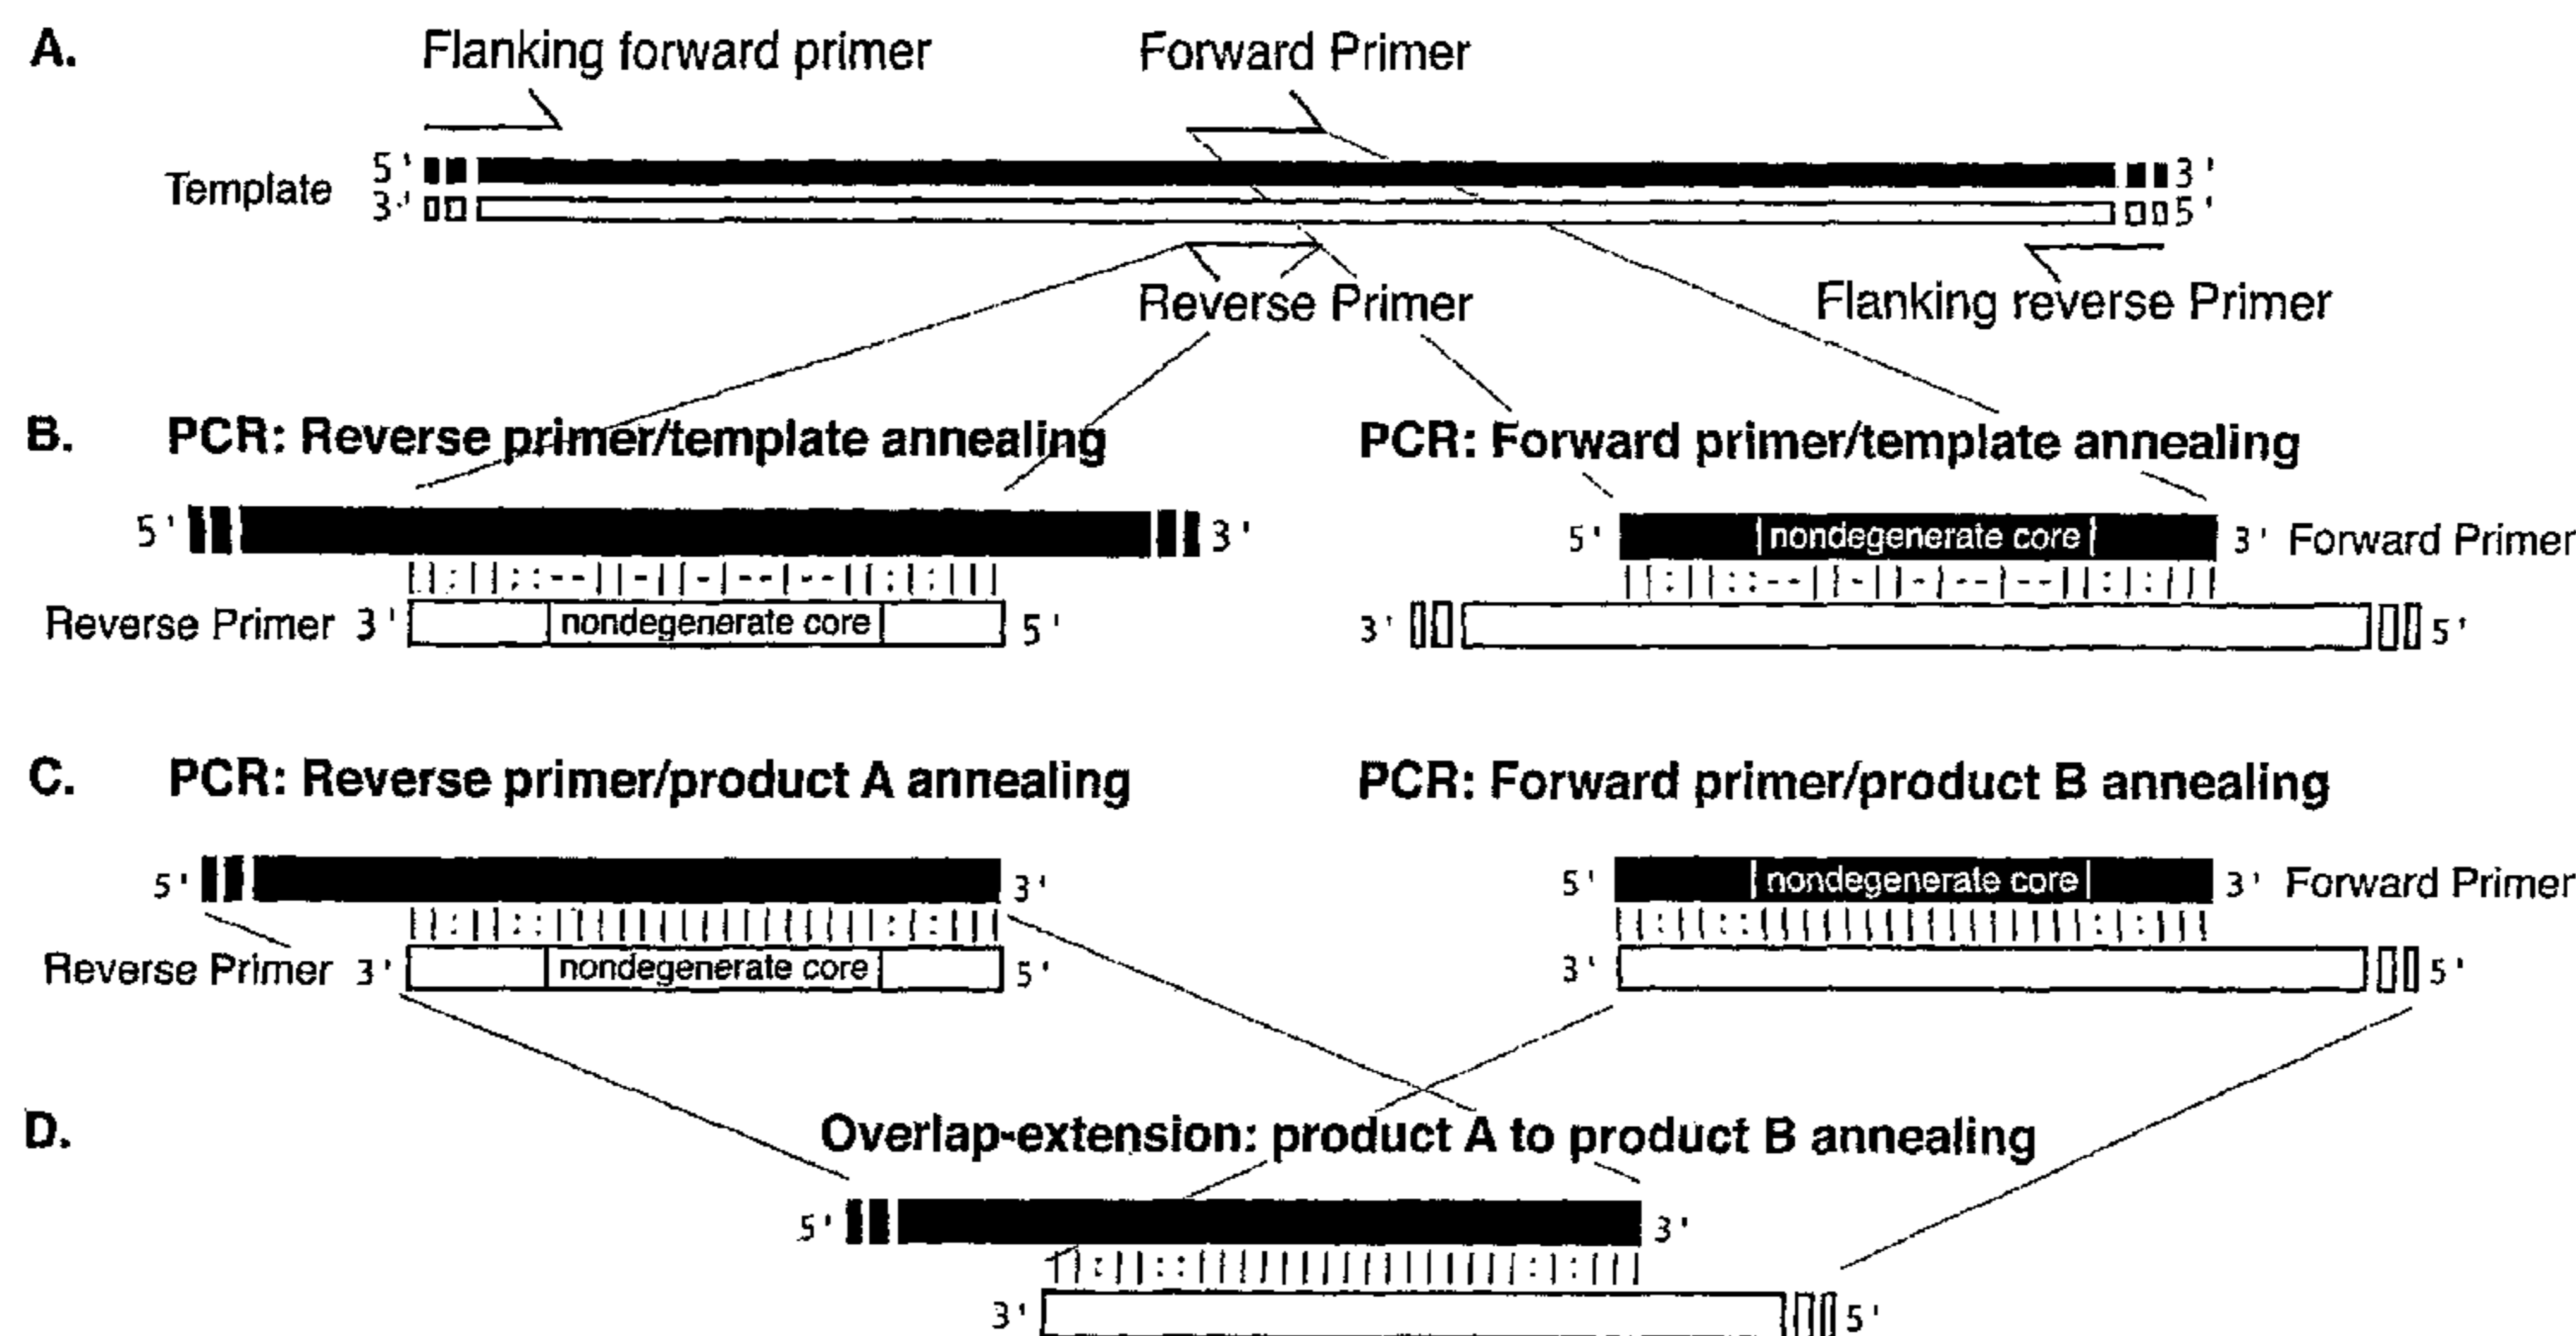 A.
Flanking forward primer
Forward Primer
Template
5' 3'
3' 5'
Reverse Primer
Flanking reverse Primer
B. PCR: Reverse primer/template annealing
PCR: Forward primer/template annealing
5' 3'
5' nondegenerate core 3' Forward Primer
Reverse Primer 3' nondegenerate core 5'
3' 5'
C. PCR: Reverse primer/product A annealing
PCR: Forward primer/product B annealing
5' 3'
5' nondegenerate core 3' Forward Primer
Reverse Primer 3' nondegenerate core 5'
3' 5'
D. Overlap-extension: product A to product B annealing
5' 3'
3' 5'